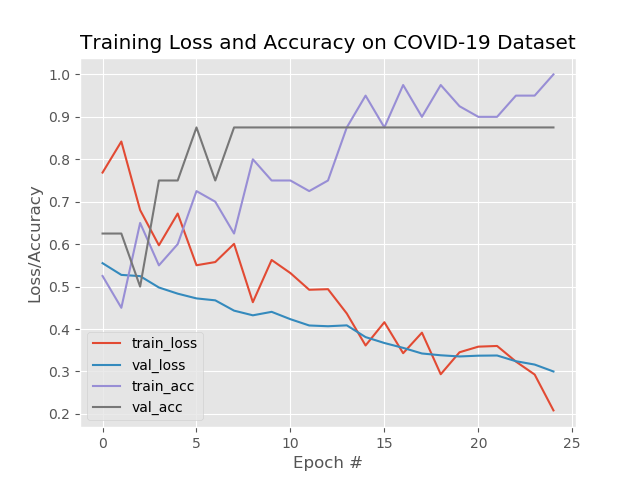 Training Loss and Accuracy on COVID-19 Dataset
1.0
0.9
0.8
0.7
0.6
0.5
0.4
0.3
0.2
Loss/Accuracy
train_loss
val_loss
train_acc
val_acc
0 5 10 15 20 25
Epoch #